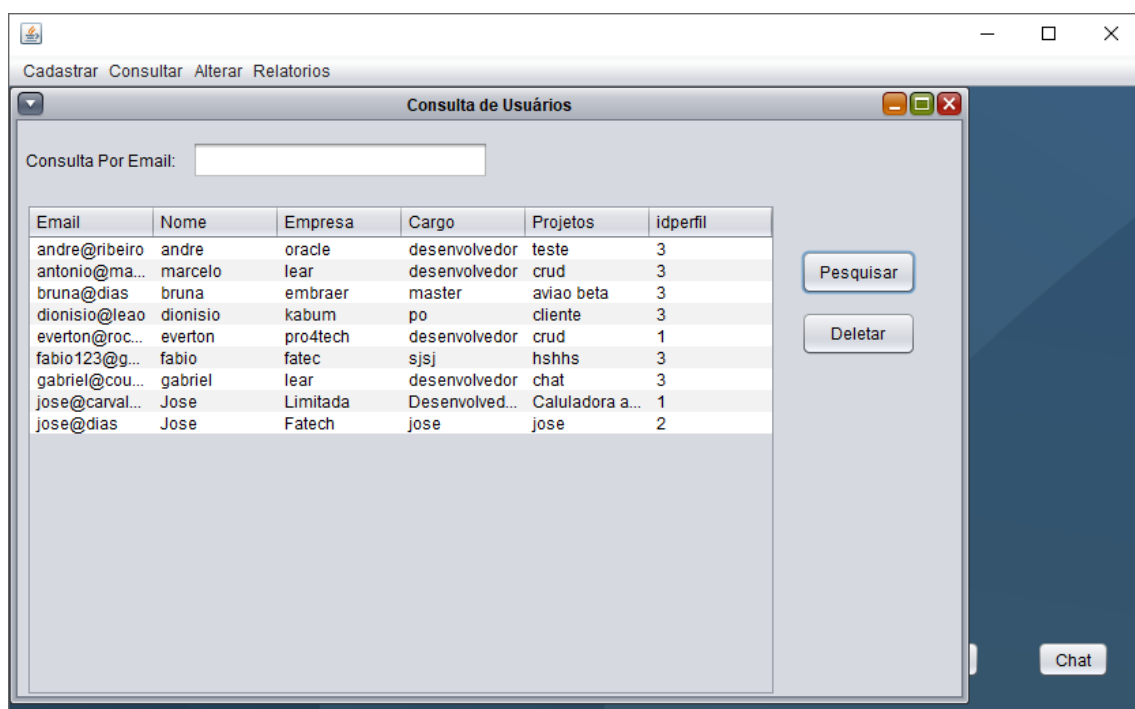 Cadastrar Consultar Alterar Relatorios
Consulta de Usuários
Consulta Por Email:
Email Nome Empresa Cargo Projetos idperfil
andre@ribeiro andre oracle desenvolvedor teste 3
antonio@ma... marcelo lear desenvolvedor crud 3
bruna@dias bruna embraer master aviao beta 3
dionisio@leao dionisio kabum po cliente 3
everton@roc... everton pro4tech desenvolvedor crud 1
fabio123@g... fabio fatec sjsj hshhs 3
gabriel@cou... gabriel lear desenvolvedor chat 3
jose@carval... Jose Limitada Desenvolved... Caluladora a... 1
jose@dias Jose Fatech jose jose 2
Pesquisar
Deletar
Chat